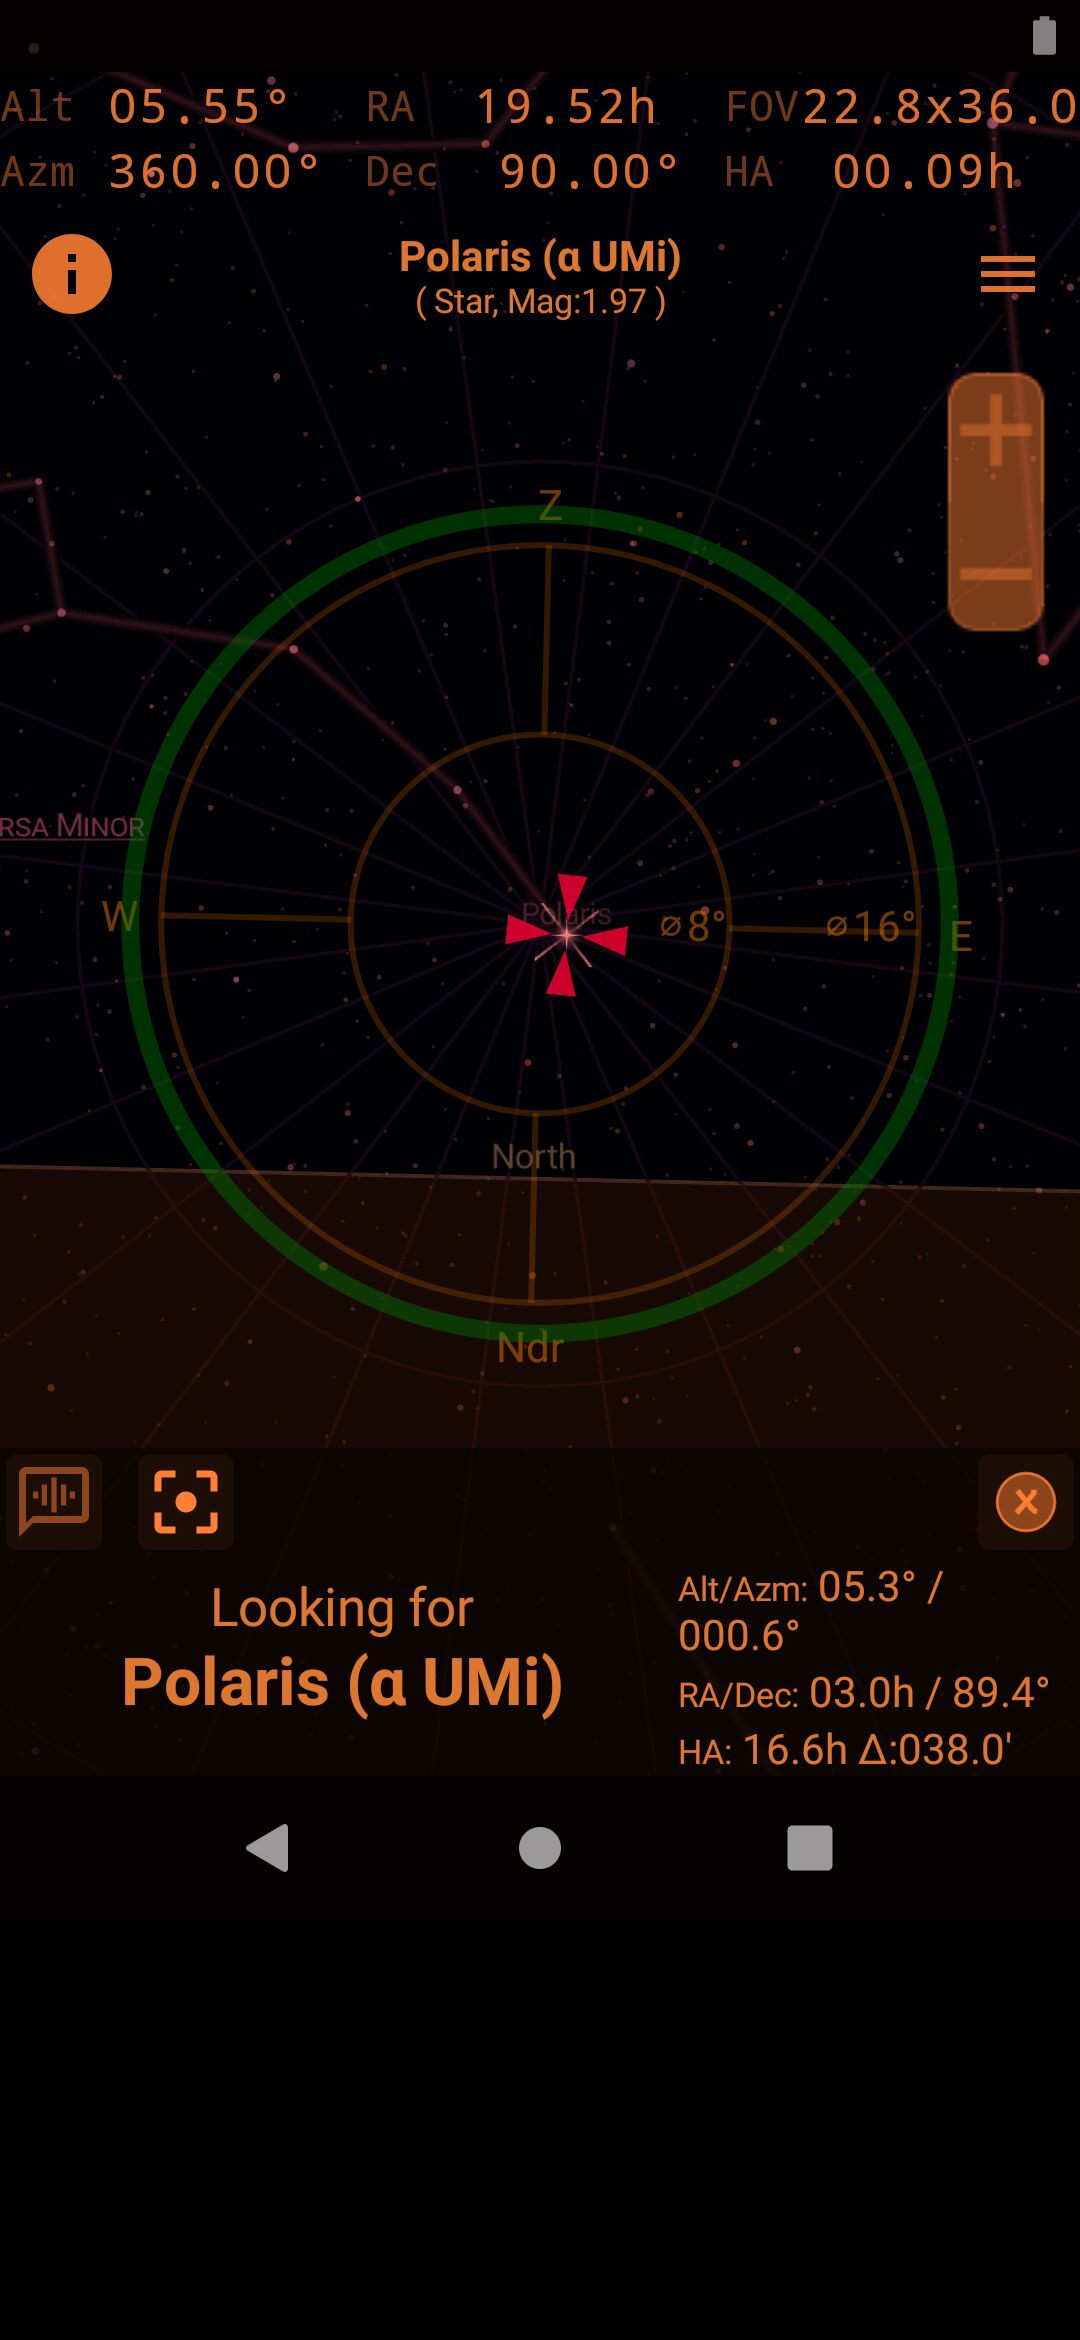 Alt 05.55° RA 19.52h FOV 22.8x36.0
Azm 360.00° Dec 90.00° HA 00.09h
Polaris (α UMi)
( Star, Mag:1.97 )
Z
RSA MINOR
Polaris
W ⌀8° ⌀16° E
North
Ndr
Looking for
Polaris (α UMi)
Alt/Azm: 05.3° /
000.6°
RA/Dec: 03.0h / 89.4°
HA: 16.6h Δ:038.0'